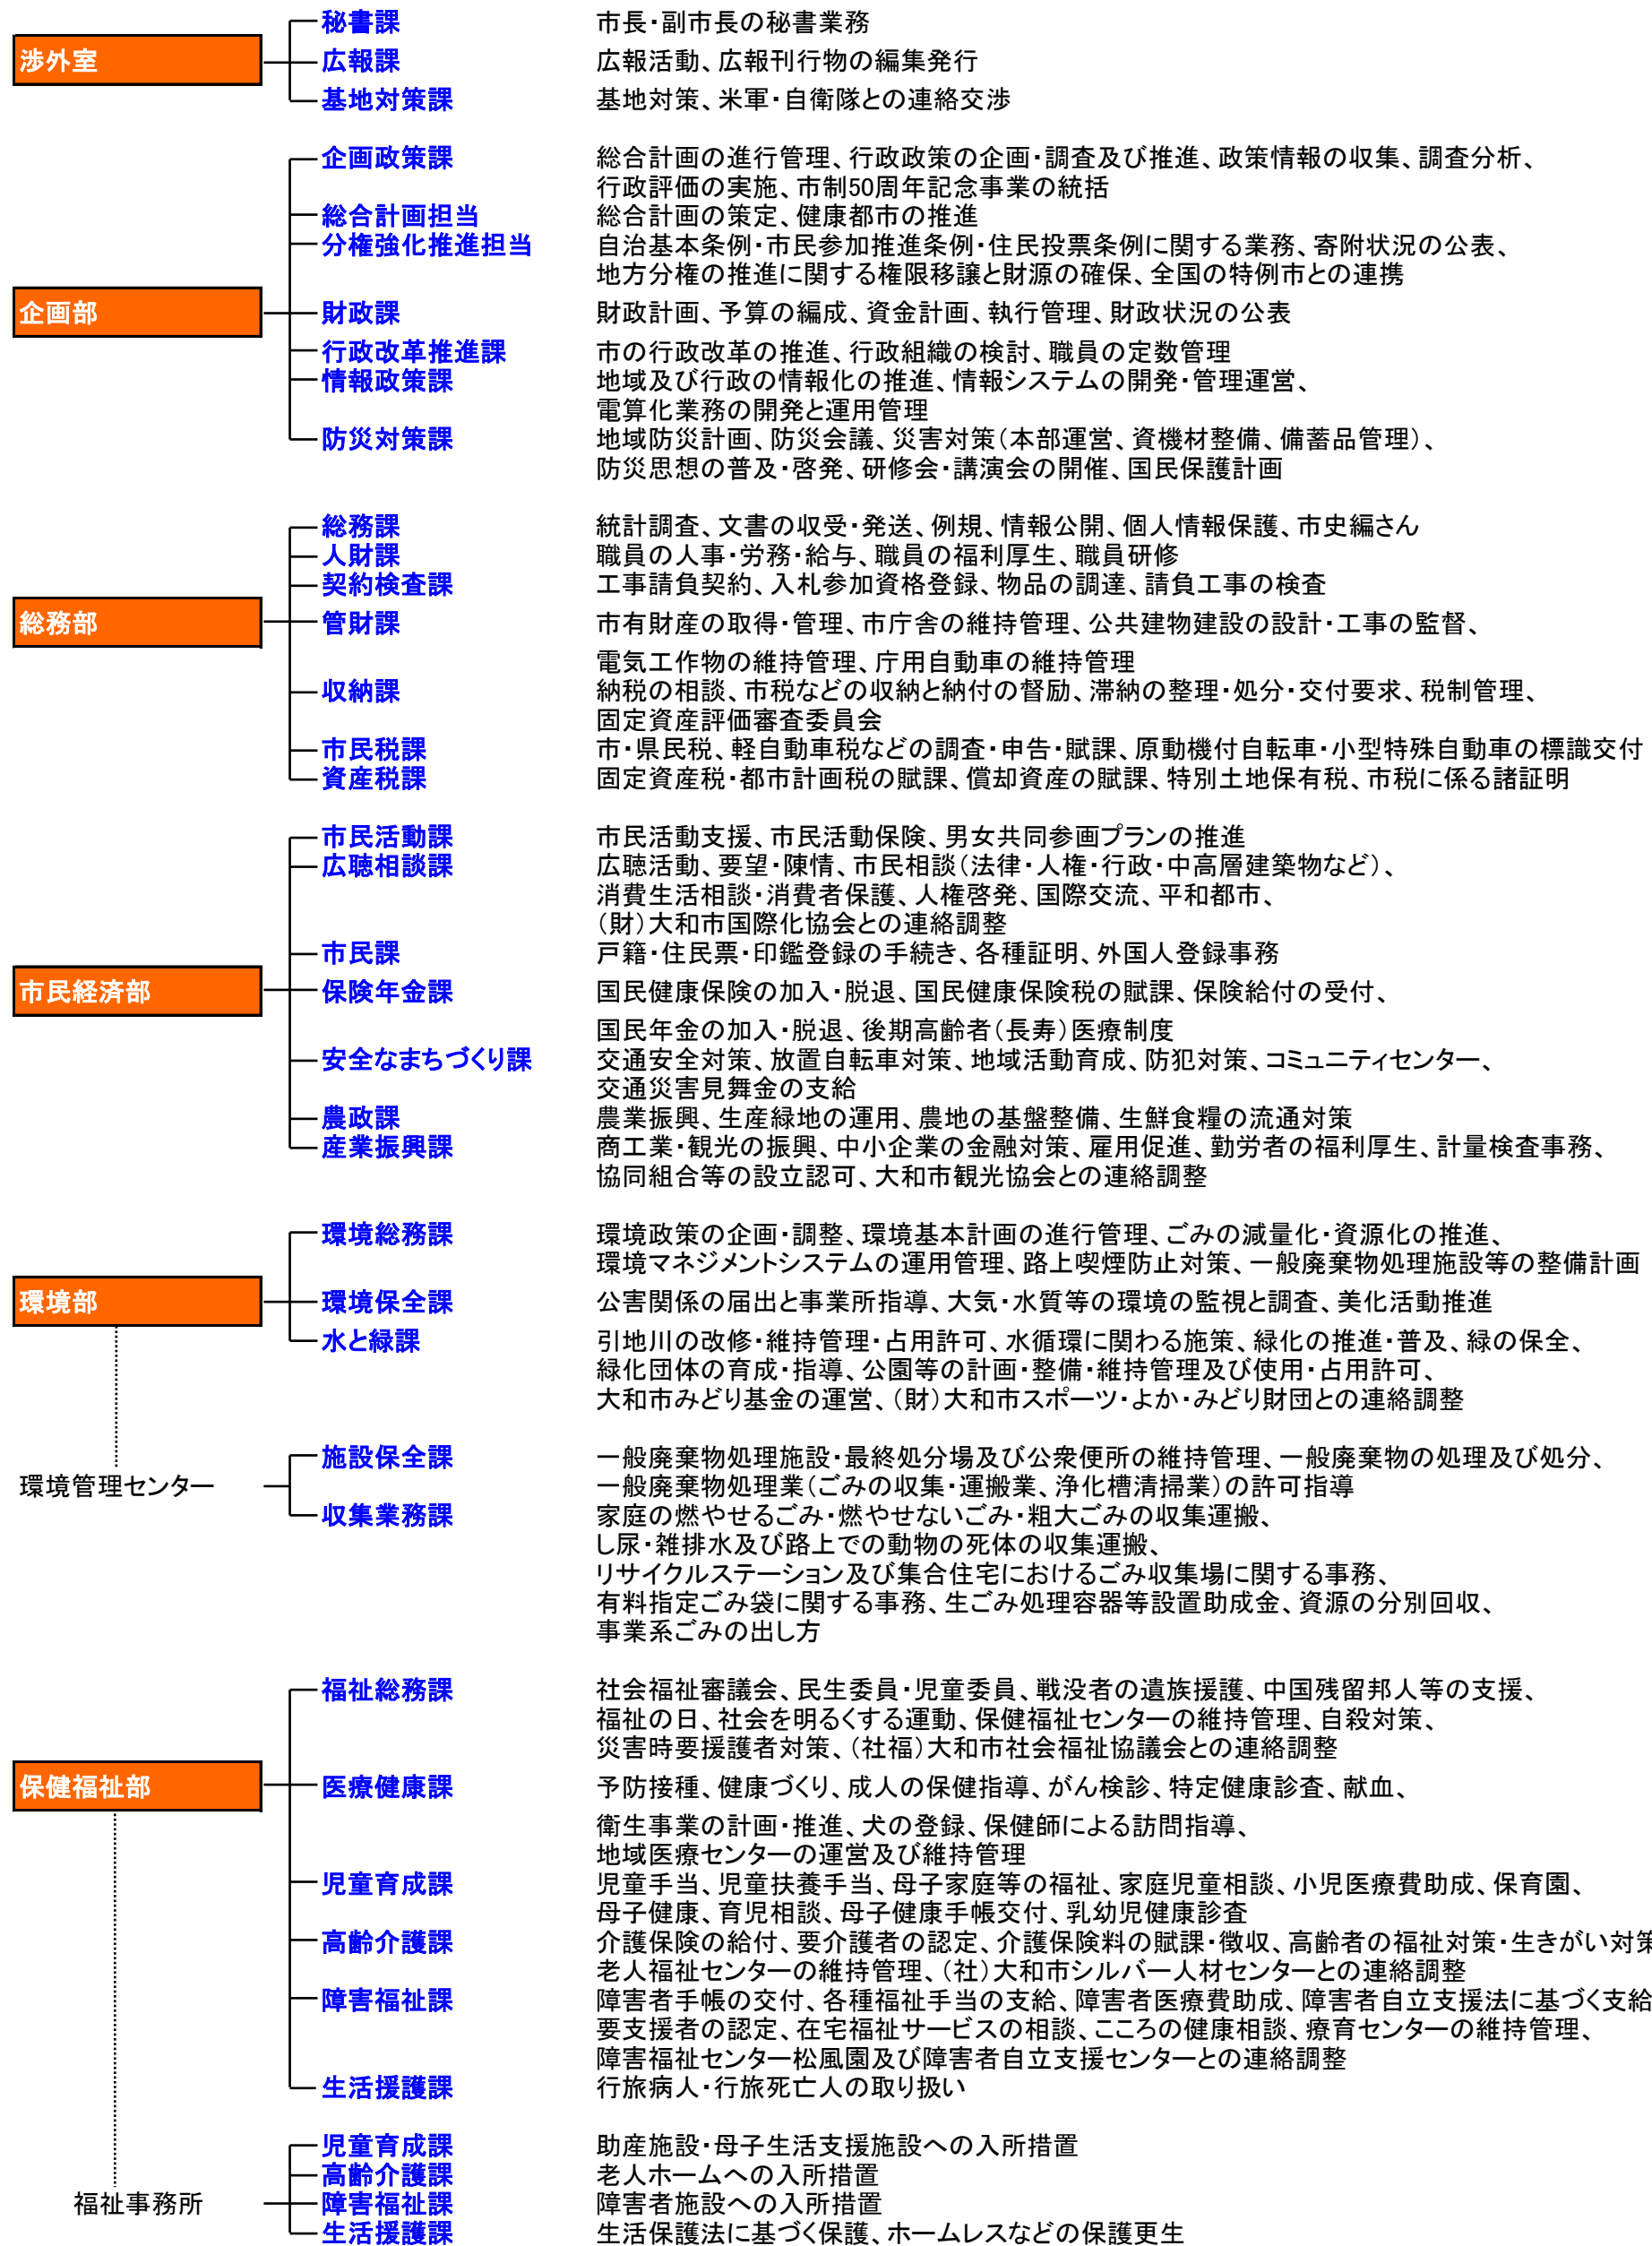 秘書課 市長・副市長の秘書業務
渉外室 広報課 広報活動、広報刊行物の編集発行
基地対策課 基地対策、米軍・自衛隊との連絡交渉
企画政策課 総合計画の進行管理、行政政策の企画・調査及び推進、政策情報の収集、調査分析、
行政評価の実施、市制50周年記念事業の統括
総合計画担当 総合計画の策定、健康都市の推進
分権強化推進担当 自治基本条例・市民参加推進条例・住民投票条例に関する業務、寄附状況の公表、
地方分権の推進に関する権限移譲と財源の確保、全国の特例市との連携
企画部 財政課 財政計画、予算の編成、資金計画、執行管理、財政状況の公表
行政改革推進課 市の行政改革の推進、行政組織の検討、職員の定数管理
情報政策課 地域及び行政の情報化の推進、情報システムの開発・管理運営、
電算化業務の開発と運用管理
防災対策課 地域防災計画、防災会議、災害対策（本部運営、資機材整備、備蓄品管理）、
防災思想の普及・啓発、研修会・講演会の開催、国民保護計画
総務課 統計調査、文書の収受・発送、例規、情報公開、個人情報保護、市史編さん
人財課 職員の人事・労務・給与、職員の福利厚生、職員研修
契約検査課 工事請負契約、入札参加資格登録、物品の調達、請負工事の検査
総務部 管財課 市有財産の取得・管理、市庁舎の維持管理、公共建物建設の設計・工事の監督、
電気工作物の維持管理、庁用自動車の維持管理
収納課 納税の相談、市税などの収納と納付の督励、滞納の整理・処分・交付要求、税制管理、
固定資産評価審査委員会
市民税課 市・県民税、軽自動車税などの調査・申告・賦課、原動機付自転車・小型特殊自動車の標識交付
資産税課 固定資産税・都市計画税の賦課、償却資産の賦課、特別土地保有税、市税に係る諸証明
市民活動課 市民活動支援、市民活動保険、男女共同参画プランの推進
広聴相談課 広聴活動、要望・陳情、市民相談（法律・人権・行政・中高層建築物など）、
消費生活相談・消費者保護、人権啓発、国際交流、平和都市、
（財）大和市国際化協会との連絡調整
市民課 戸籍・住民票・印鑑登録の手続き、各種証明、外国人登録事務
市民経済部 保険年金課 国民健康保険の加入・脱退、国民健康保険税の賦課、保険給付の受付、
国民年金の加入・脱退、後期高齢者（長寿）医療制度
安全なまちづくり課 交通安全対策、放置自転車対策、地域活動育成、防犯対策、コミュニティセンター、
交通災害見舞金の支給
農政課 農業振興、生産緑地の運用、農地の基盤整備、生鮮食糧の流通対策
産業振興課 商工業・観光の振興、中小企業の金融対策、雇用促進、勤労者の福利厚生、計量検査事務、
協同組合等の設立認可、大和市観光協会との連絡調整
環境総務課 環境政策の企画・調整、環境基本計画の進行管理、ごみの減量化・資源化の推進、
環境マネジメントシステムの運用管理、路上喫煙防止対策、一般廃棄物処理施設等の整備計画
環境部 環境保全課 公害関係の届出と事業所指導、大気・水質等の環境の監視と調査、美化活動推進
水と緑課 引地川の改修・維持管理・占用許可、水循環に関わる施策、緑化の推進・普及、緑の保全、
緑化団体の育成・指導、公園等の計画・整備・維持管理及び使用・占用許可、
大和市みどり基金の運営、（財）大和市スポーツ・よか・みどり財団との連絡調整
施設保全課 一般廃棄物処理施設・最終処分場及び公衆便所の維持管理、一般廃棄物の処理及び処分、
環境管理センター 一般廃棄物処理業（ごみの収集・運搬業、浄化槽清掃業）の許可指導
収集業務課 家庭の燃やせるごみ・燃やせないごみ・粗大ごみの収集運搬、
し尿・雑排水及び路上での動物の死体の収集運搬、
リサイクルステーション及び集合住宅におけるごみ収集場に関する事務、
有料指定ごみ袋に関する事務、生ごみ処理容器等設置助成金、資源の分別回収、
事業系ごみの出し方
福祉総務課 社会福祉審議会、民生委員・児童委員、戦没者の遺族援護、中国残留邦人等の支援、
福祉の日、社会を明るくする運動、保健福祉センターの維持管理、自殺対策、
災害時要援護者対策、（社福）大和市社会福祉協議会との連絡調整
保健福祉部 医療健康課 予防接種、健康づくり、成人の保健指導、がん検診、特定健康診査、献血、
衛生事業の計画・推進、犬の登録、保健師による訪問指導、
地域医療センターの運営及び維持管理
児童育成課 児童手当、児童扶養手当、母子家庭等の福祉、家庭児童相談、小児医療費助成、保育園、
母子健康、育児相談、母子健康手帳交付、乳幼児健康診査
高齢介護課 介護保険の給付、要介護者の認定、介護保険料の賦課・徴収、高齢者の福祉対策・生きがい対策
老人福祉センターの維持管理、（社）大和市シルバー人材センターとの連絡調整
障害福祉課 障害者手帳の交付、各種福祉手当の支給、障害者医療費助成、障害者自立支援法に基づく支給
要支援者の認定、在宅福祉サービスの相談、こころの健康相談、療育センターの維持管理、
障害福祉センター松風園及び障害者自立支援センターとの連絡調整
生活援護課 行旅病人・行旅死亡人の取り扱い
児童育成課 助産施設・母子生活支援施設への入所措置
高齢介護課 老人ホームへの入所措置
福祉事務所 障害福祉課 障害者施設への入所措置
生活援護課 生活保護法に基づく保護、ホームレスなどの保護更生